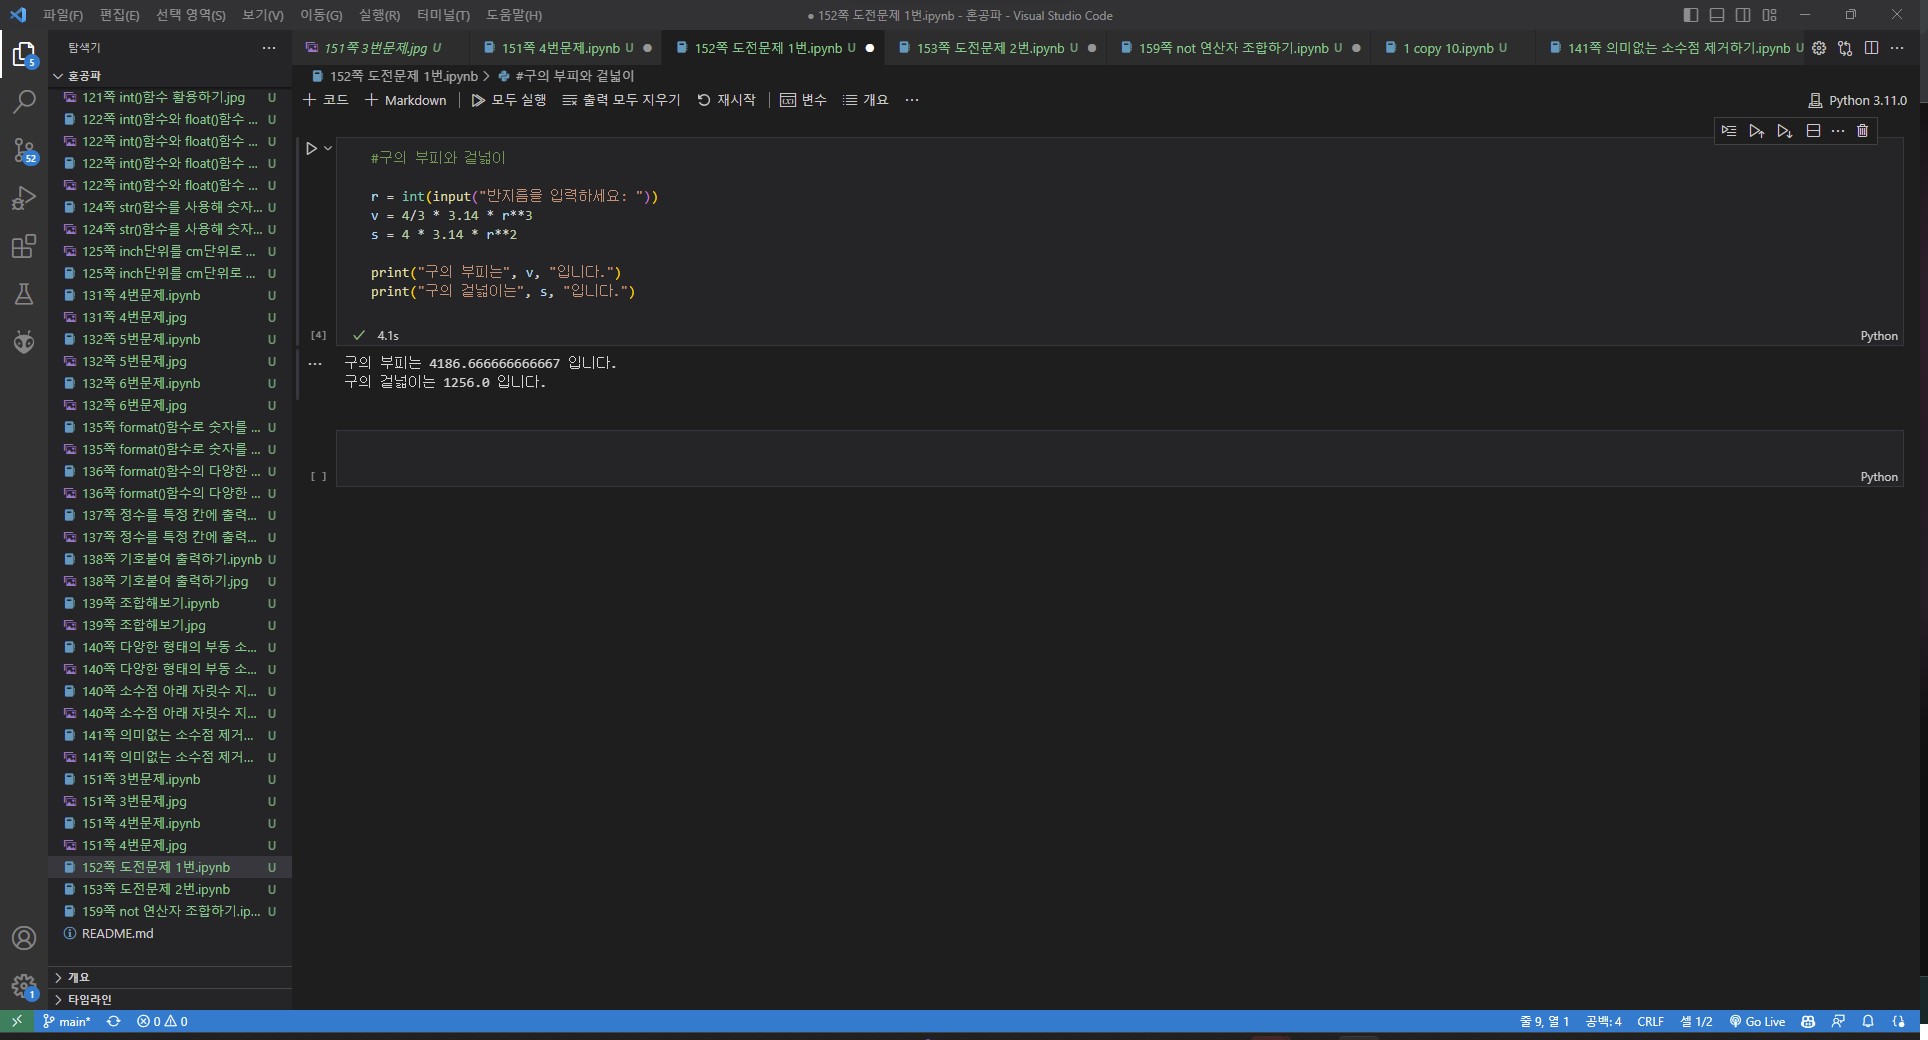 파일(F) 편집(E) 선택 영역(S) 보기(V) 이동(G) 실행(R) 터미널(T) 도움말(H)
● 152쪽 도전문제 1번.ipynb - 혼공파 - Visual Studio Code
탐색기 ···
151쪽 3번문제.jpg U
151쪽 4번문제.ipynb U ●
152쪽 도전문제 1번.ipynb U ●
153쪽 도전문제 2번.ipynb U ●
159쪽 not 연산자 조합하기.ipynb U ●
1 copy 10.ipynb U
141쪽 의미없는 소수점 제거하기.ipynb U
혼공파
121쪽 int()함수 활용하기.jpg U
122쪽 int()함수와 float()함수 ... U
122쪽 int()함수와 float()함수 ... U
122쪽 int()함수와 float()함수 ... U
122쪽 int()함수와 float()함수 ... U
124쪽 str()함수를 사용해 숫자... U
124쪽 str()함수를 사용해 숫자... U
125쪽 inch단위를 cm단위로 ... U
125쪽 inch단위를 cm단위로 ... U
131쪽 4번문제.ipynb U
131쪽 4번문제.jpg U
132쪽 5번문제.ipynb U
132쪽 5번문제.jpg U
132쪽 6번문제.ipynb U
132쪽 6번문제.jpg U
135쪽 format()함수로 숫자를 ... U
135쪽 format()함수로 숫자를 ... U
136쪽 format()함수의 다양한 ... U
136쪽 format()함수의 다양한 ... U
137쪽 정수를 특정 칸에 출력... U
137쪽 정수를 특정 칸에 출력... U
138쪽 기호붙여 출력하기.ipynb U
138쪽 기호붙여 출력하기.jpg U
139쪽 조합해보기.ipynb U
139쪽 조합해보기.jpg U
140쪽 다양한 형태의 부동 소... U
140쪽 다양한 형태의 부동 소... U
140쪽 소수점 아래 자릿수 지... U
140쪽 소수점 아래 자릿수 지... U
141쪽 의미없는 소수점 제거... U
141쪽 의미없는 소수점 제거... U
151쪽 3번문제.ipynb U
151쪽 3번문제.jpg U
151쪽 4번문제.ipynb U
151쪽 4번문제.jpg U
152쪽 도전문제 1번.ipynb U
153쪽 도전문제 2번.ipynb U
159쪽 not 연산자 조합하기.ip... U
README.md
개요
타임라인
5
52
1
152쪽 도전문제 1번.ipynb > #구의 부피와 겉넓이
+ 코드 + Markdown 모두 실행 출력 모두 지우기 재시작 변수 개요 ···
Python 3.11.0
#구의 부피와 겉넓이
r = int(input("반지름을 입력하세요: "))
v = 4/3 * 3.14 * r**3
s = 4 * 3.14 * r**2
print("구의 부피는", v, "입니다.")
print("구의 겉넓이는", s, "입니다.")
[4] ✓ 4.1s Python
구의 부피는 4186.666666666667 입니다.
구의 겉넓이는 1256.0 입니다.
[ ] Python
main* 0 0
줄 9, 열 1 공백: 4 CRLF 셀 1/2 Go Live